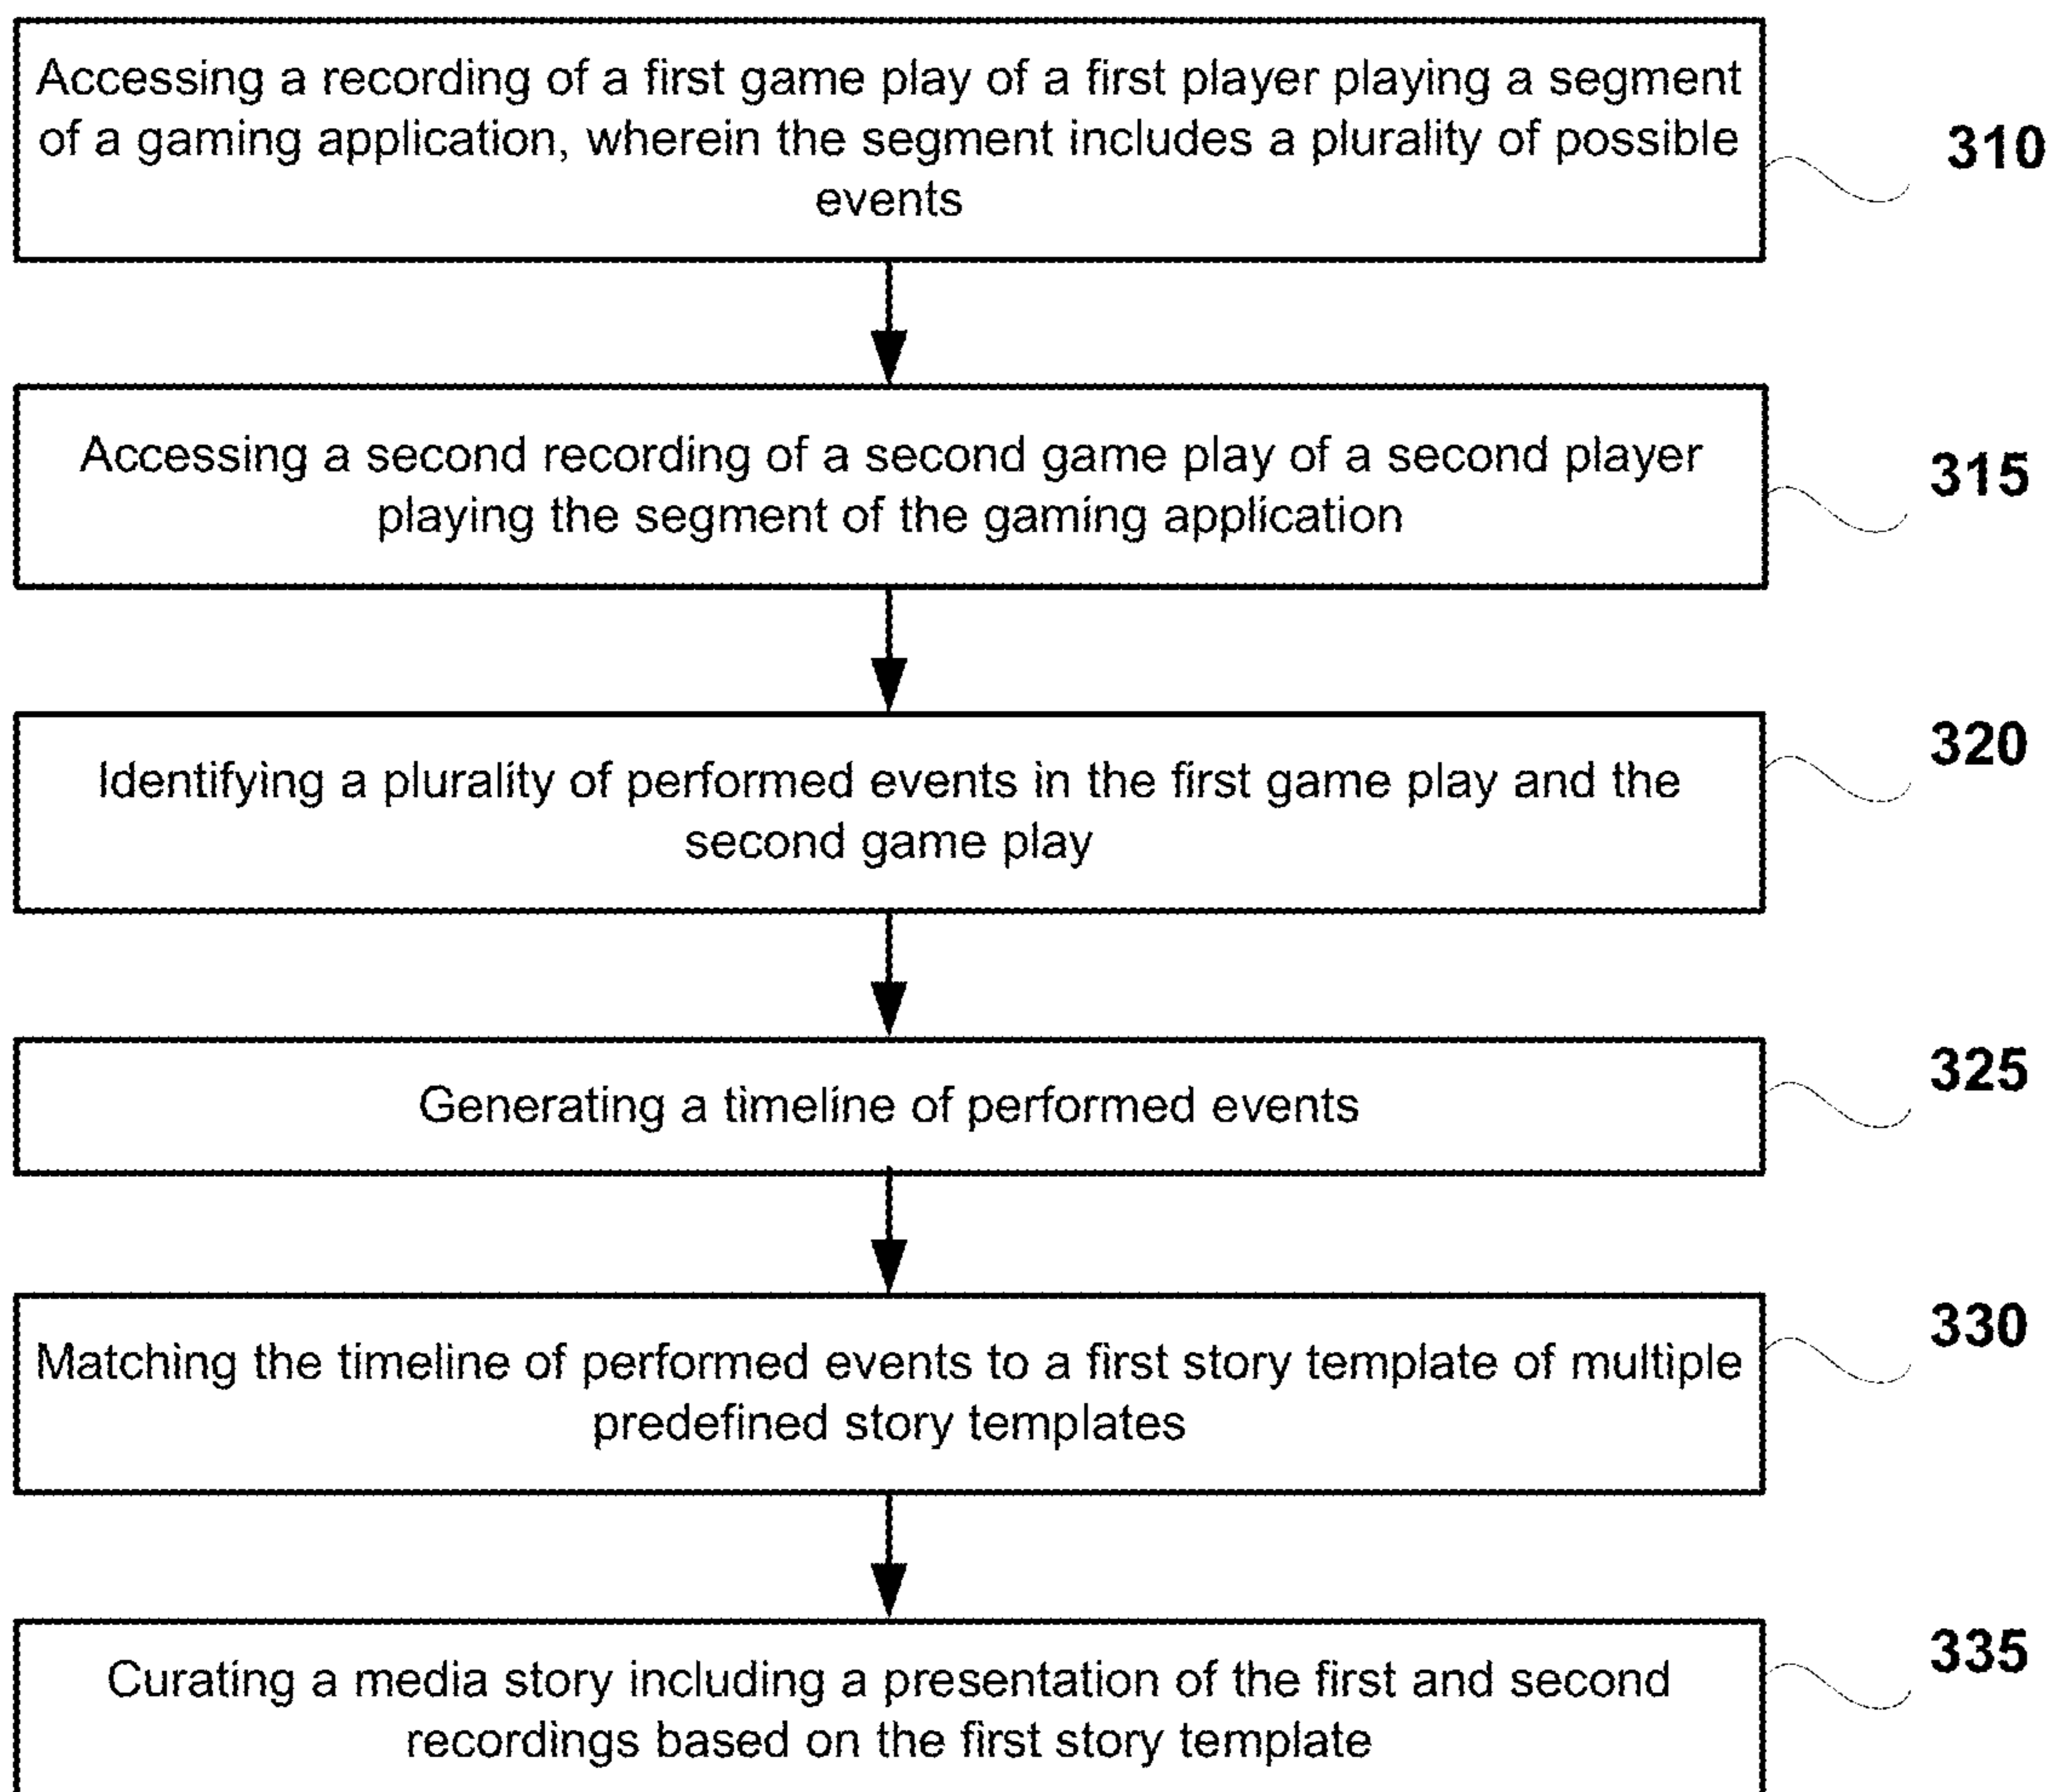 Accessing a recording of a first game play of a first player playing a segment
of a gaming application, wherein the segment includes a plurality of possible
events
310
Accessing a second recording of a second game play of a second player
playing the segment of the gaming application
315
Identifying a plurality of performed events in the first game play and the
second game play
320
Generating a timeline of performed events
325
Matching the timeline of performed events to a first story template of multiple
predefined story templates
330
Curating a media story including a presentation of the first and second
recordings based on the first story template
335